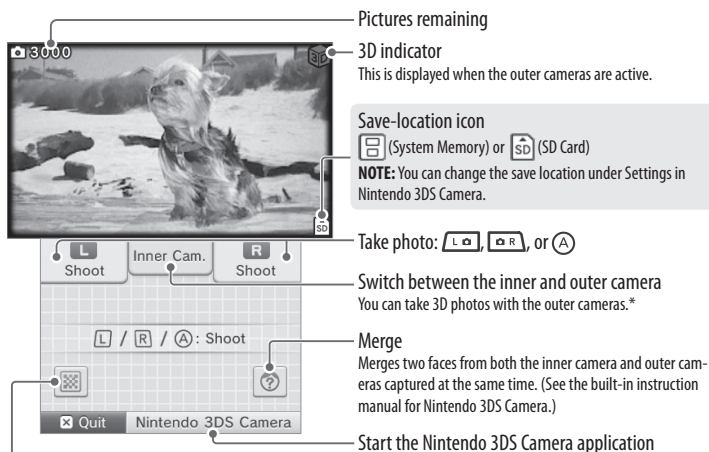 Pictures remaining
3000
3D
3D indicator
This is displayed when the outer cameras are active.
Save-location icon
(System Memory) or SD (SD Card)
NOTE: You can change the save location under Settings in
Nintendo 3DS Camera.
SD
L Shoot
Inner Cam.
R Shoot
Take photo: L, R, or A
Switch between the inner and outer camera
You can take 3D photos with the outer cameras.*
L / R / A: Shoot
Merge
Merges two faces from both the inner camera and outer cam-
eras captured at the same time. (See the built-in instruction
manual for Nintendo 3DS Camera.)
?
X Quit
Nintendo 3DS Camera
Start the Nintendo 3DS Camera application